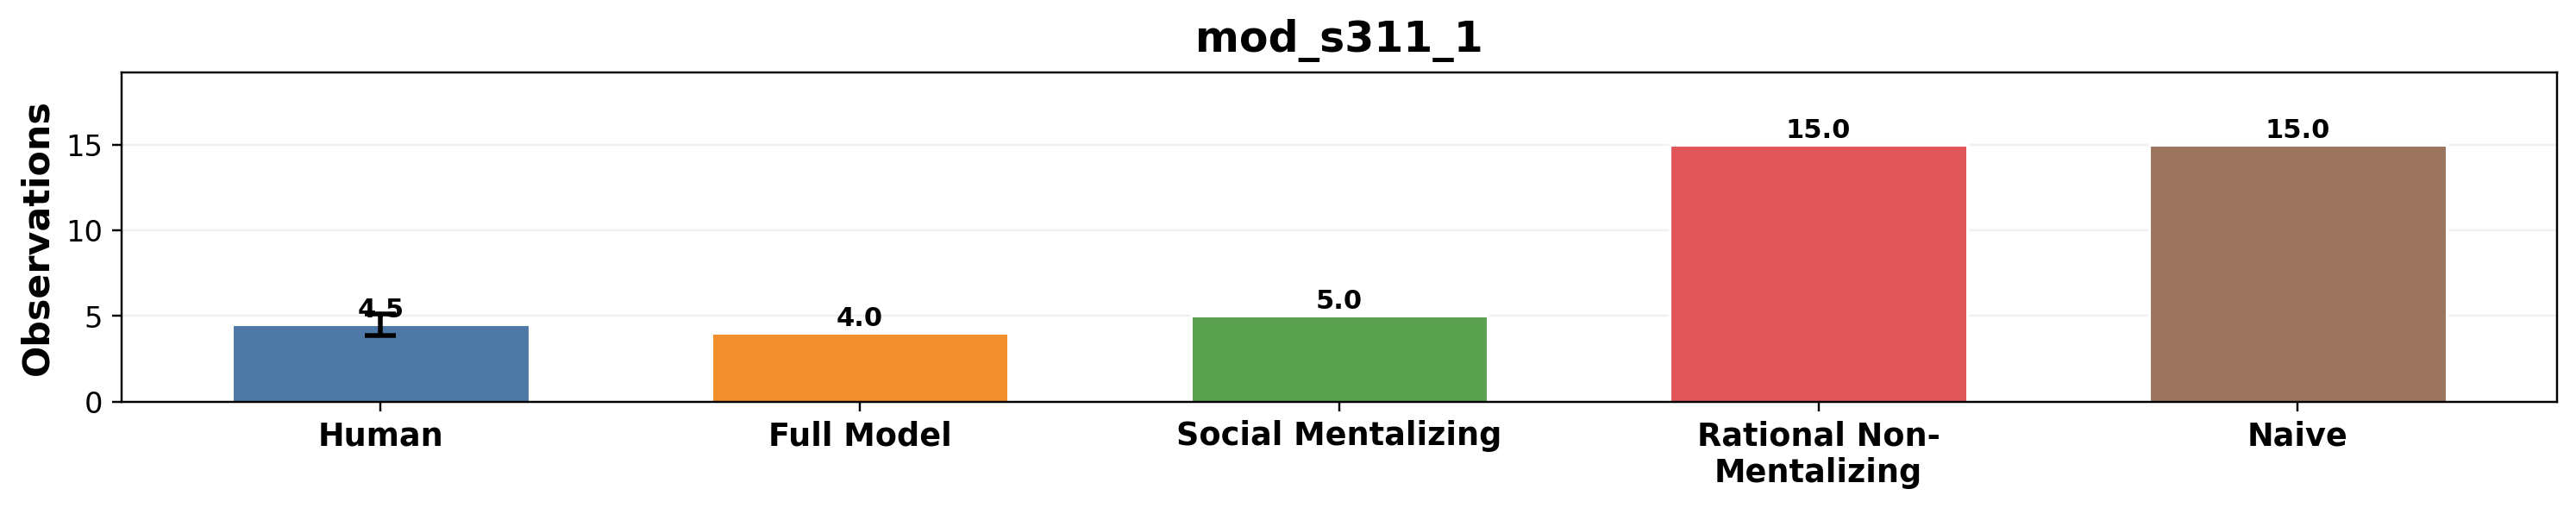 mod_s311_1
Observations
15
10
5
0
4.5
4.0
5.0
15.0
15.0
Human
Full Model
Social Mentalizing
Rational Non-
Mentalizing
Naive